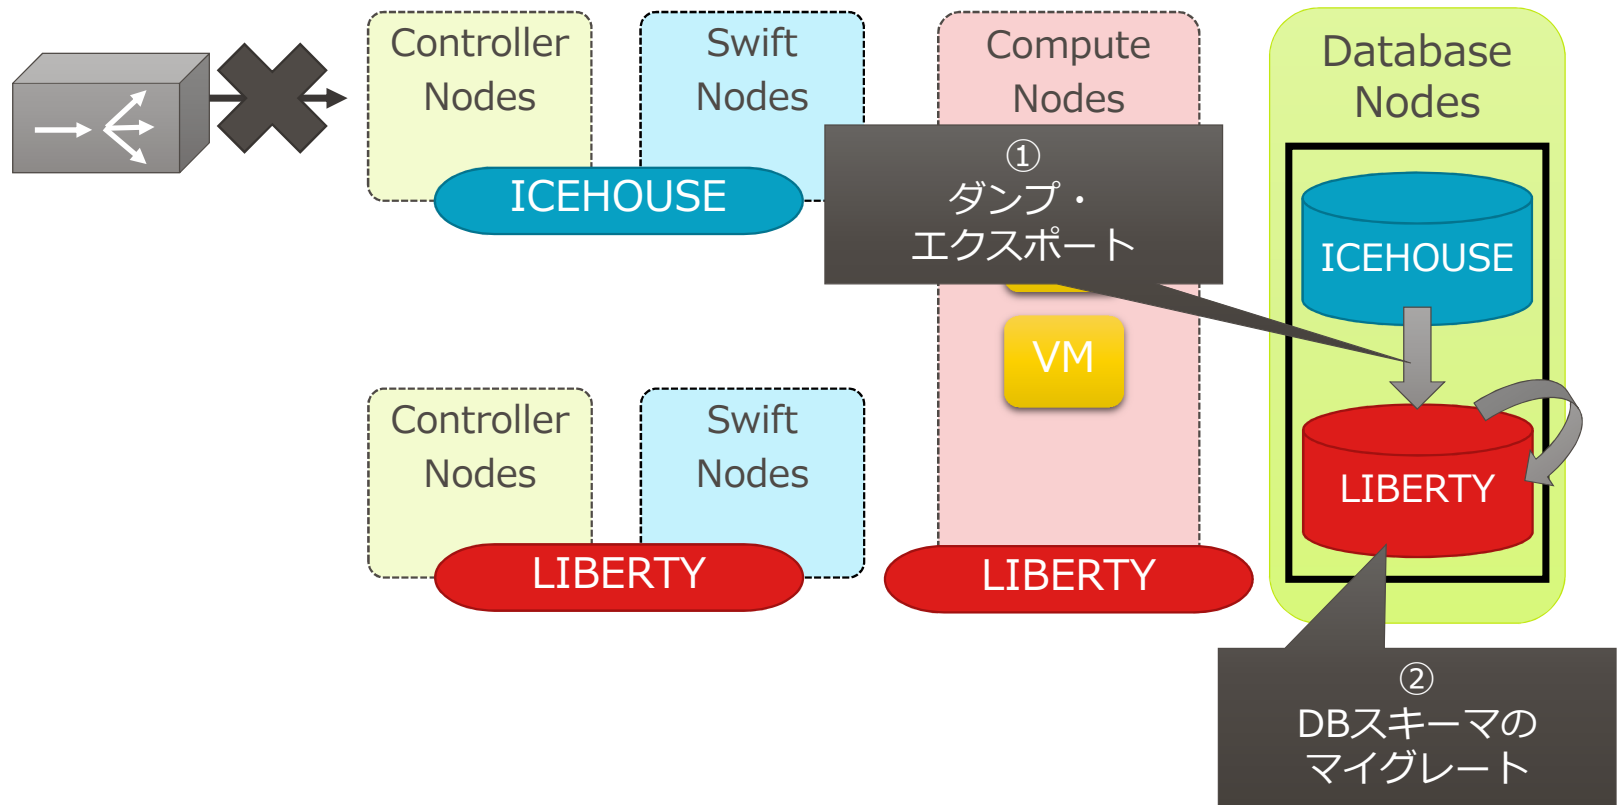 Controller
Nodes
Swift
Nodes
ICEHOUSE
Compute
Nodes
Database
Nodes
①
ダンプ・
エクスポート
ICEHOUSE
VM
Controller
Nodes
Swift
Nodes
LIBERTY
LIBERTY
LIBERTY
②
DBスキーマの
マイグレート